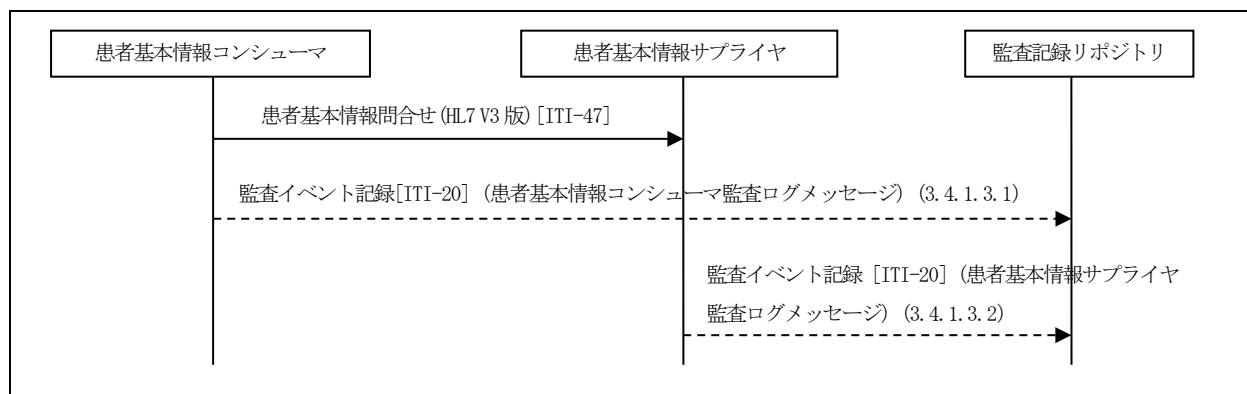 患者基本情報コンシューマ
患者基本情報サプライヤ
監査記録リポジトリ
患者基本情報問合せ(HL7 V3 版)[ITI-47]
監査イベント記録[ITI-20] (患者基本情報コンシューマ監査ログメッセージ) (3.4.1.3.1)
監査イベント記録 [ITI-20] (患者基本情報サプライヤ
監査ログメッセージ) (3.4.1.3.2)